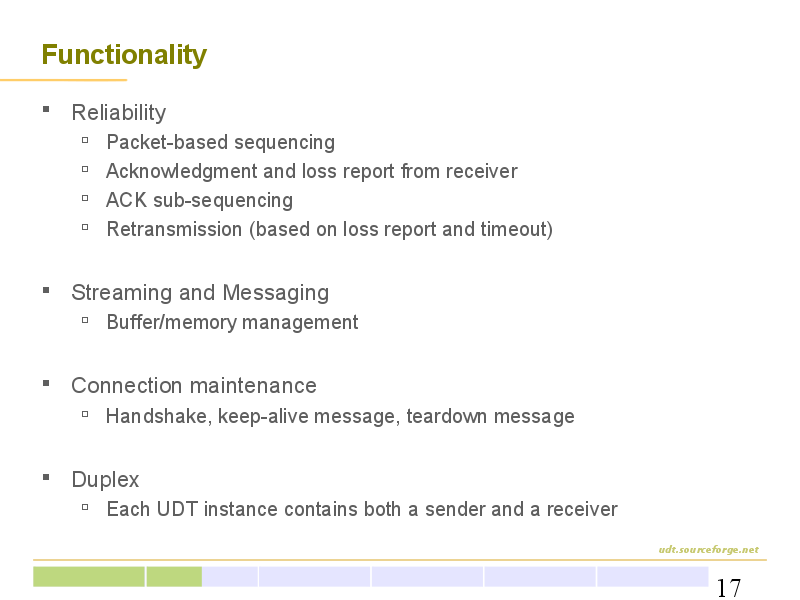 Functionality
Reliability
Packet-based sequencing
Acknowledgment and loss report from receiver
ACK sub-sequencing
Retransmission (based on loss report and timeout)
Streaming and Messaging
Buffer/memory management
Connection maintenance
Handshake, keep-alive message, teardown message
Duplex
Each UDT instance contains both a sender and a receiver
udt.sourceforge.net
17